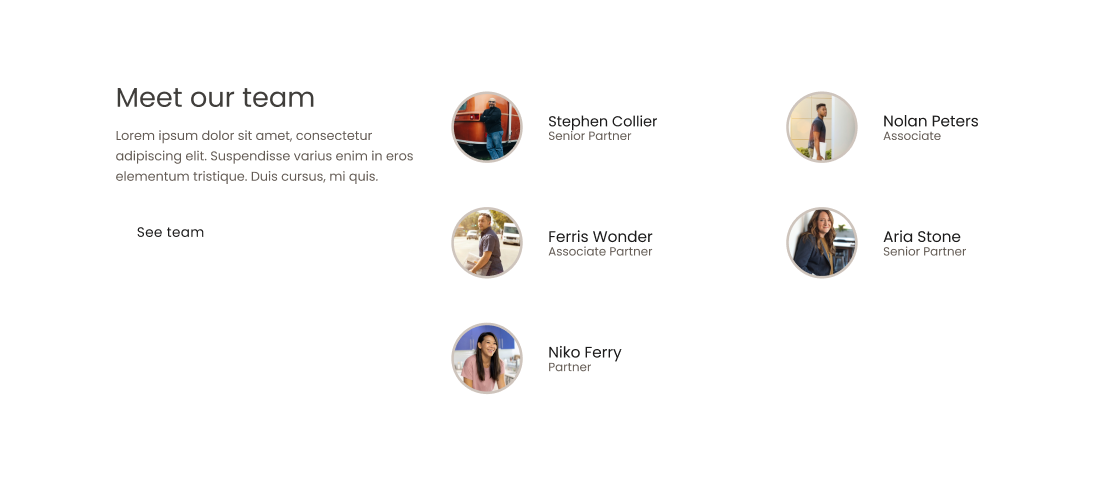 Meet our team
Lorem ipsum dolor sit amet, consectetur
adipiscing elit. Suspendisse varius enim in eros
elementum tristique. Duis cursus, mi quis.
See team
Stephen Collier
Senior Partner
Nolan Peters
Associate
Ferris Wonder
Associate Partner
Aria Stone
Senior Partner
Niko Ferry
Partner